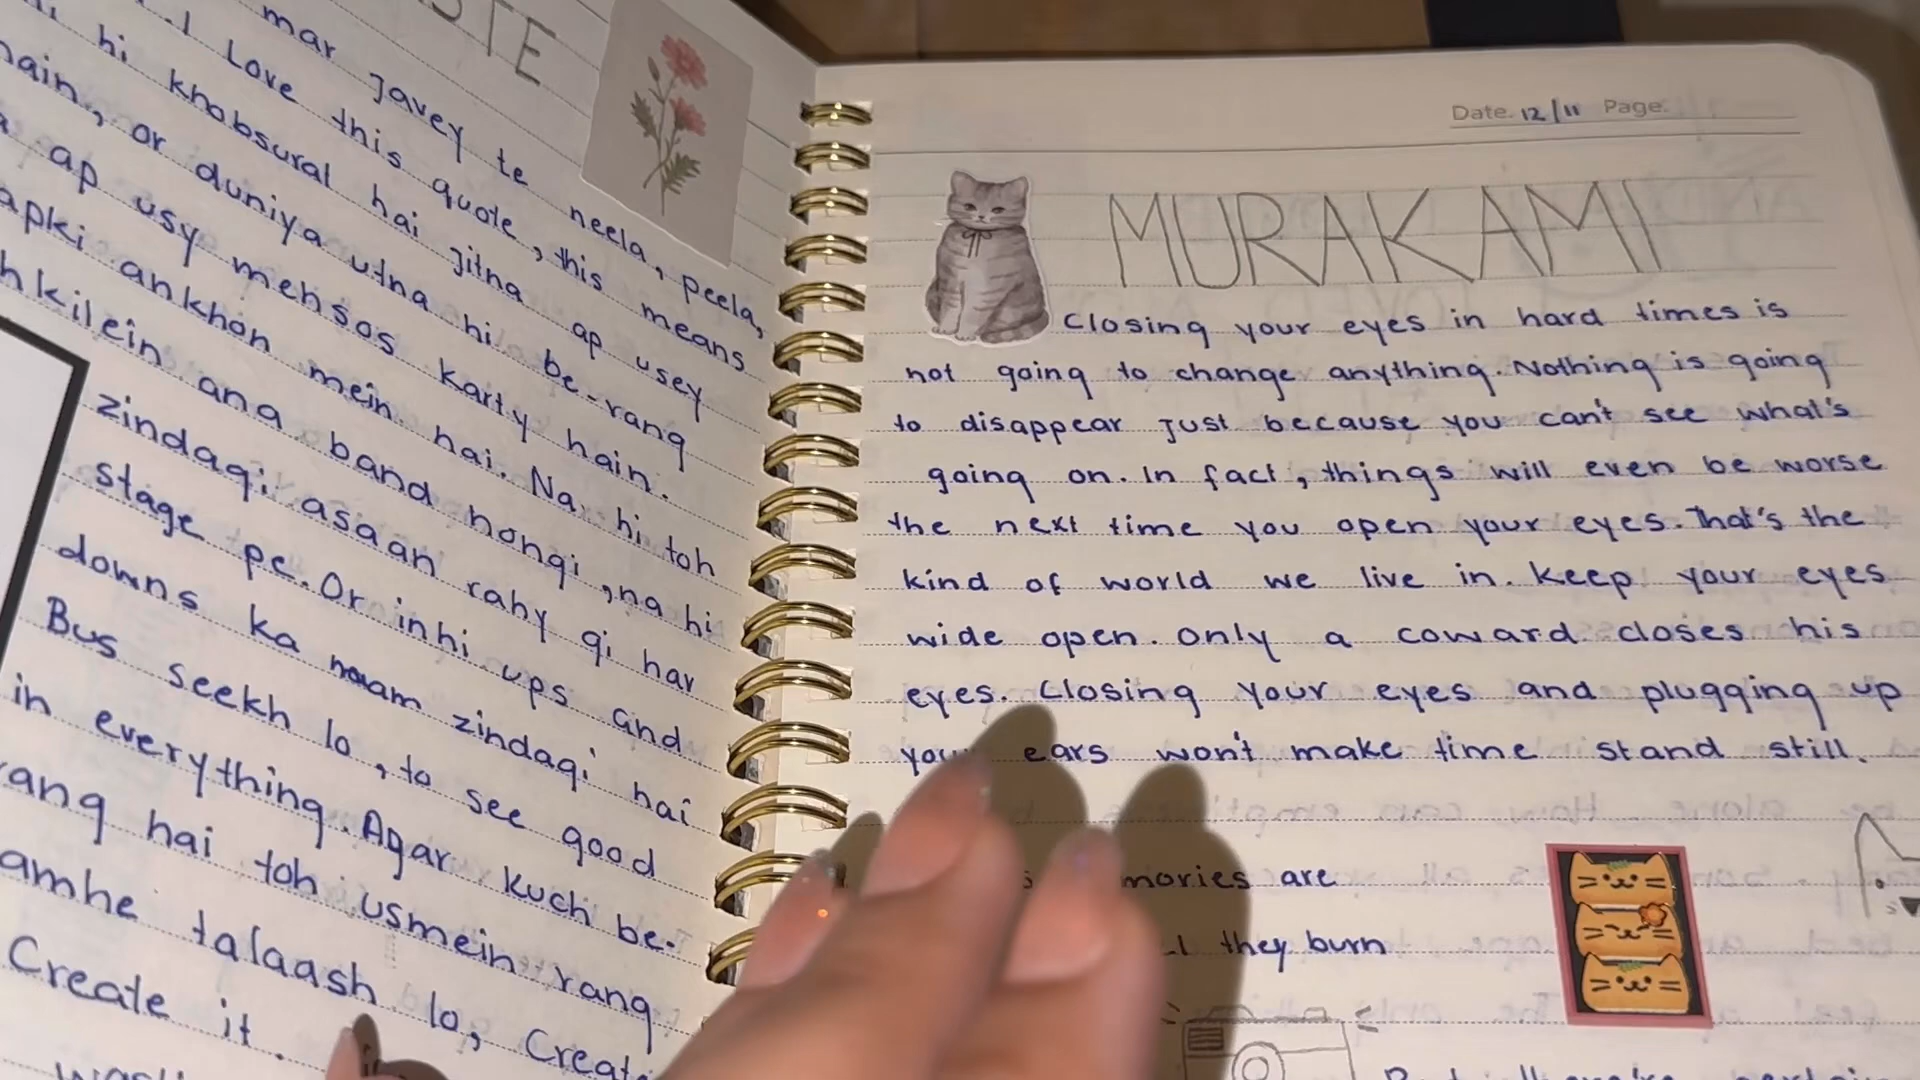 STE
mar javey te neela, peela,
I Love this quote, this means
hi khobsurat hai jitna ap usey
hain, or duniya utna hi be-rang
ap usy mehsos karty hain.
apki ankhon mein hai. Na hi toh
hkilein ana band hongi, na hi
zindagi asaan rahy gi har
stage pe. Or inhi ups and
downs ka naam zindagi hai
Bus seekh lo, to see good
in everything. Agar kuch be-
rang hai toh usmein rang
amhe talaash lo, Creat
Create it.
Date. 12/11 Page.
MURAKAMI
Closing your eyes in hard times is
not going to change anything. Nothing is going
to disappear just because you can't see what's
going on. In fact, things will even be worse
the next time you open your eyes. That's the
kind of world we live in. Keep your eyes
wide open. Only a coward closes his
eyes. Closing your eyes and plugging up
your ears won't make time stand still.
mories are
they burn